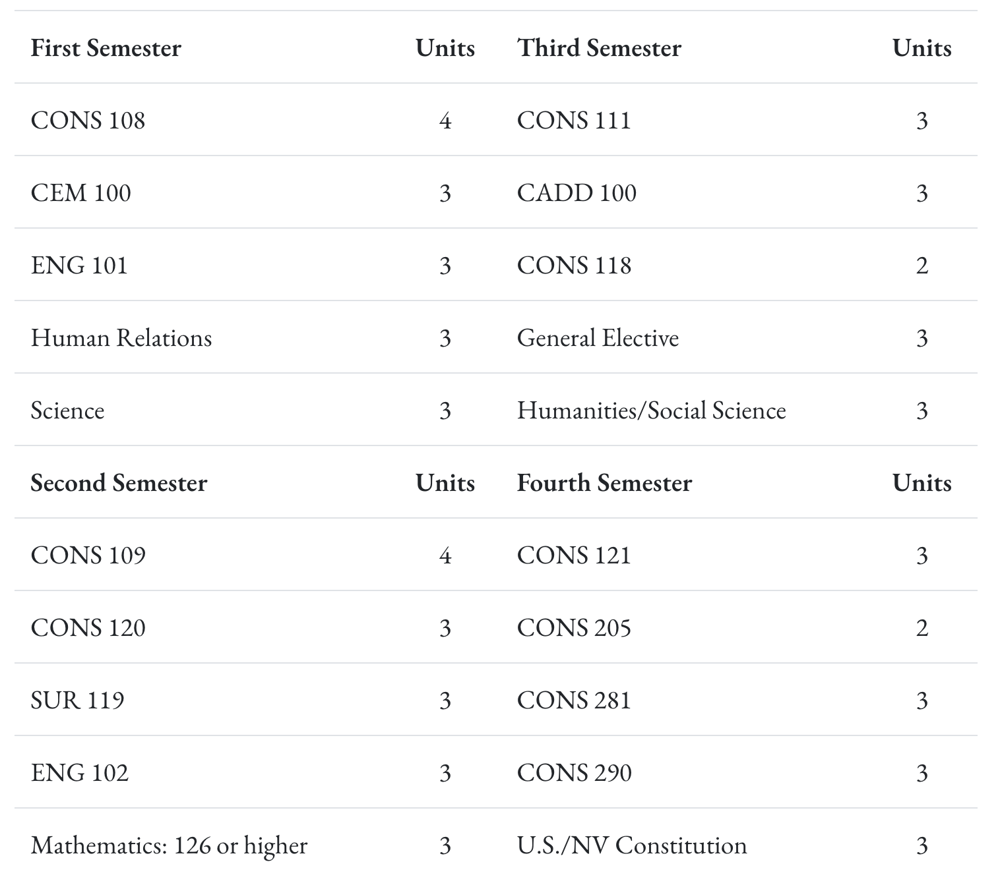 First Semester Units Third Semester Units
CONS 108 4 CONS 111 3
CEM 100 3 CADD 100 3
ENG 101 3 CONS 118 2
Human Relations 3 General Elective 3
Science 3 Humanities/Social Science 3
Second Semester Units Fourth Semester Units
CONS 109 4 CONS 121 3
CONS 120 3 CONS 205 2
SUR 119 3 CONS 281 3
ENG 102 3 CONS 290 3
Mathematics: 126 or higher 3 U.S./NV Constitution 3